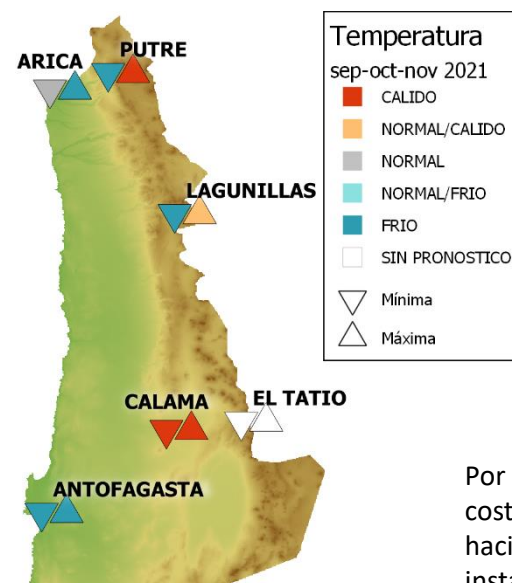 PUTRE
ARICA
LAGUNILLAS
CALAMA
EL TATIO
ANTOFAGASTA
Temperatura
sep-oct-nov 2021
CALIDO
NORMAL/CALIDO
NORMAL
NORMAL/FRIO
FRIO
SIN PRONOSTICO
Mínima
Máxima
Por
cost
haci